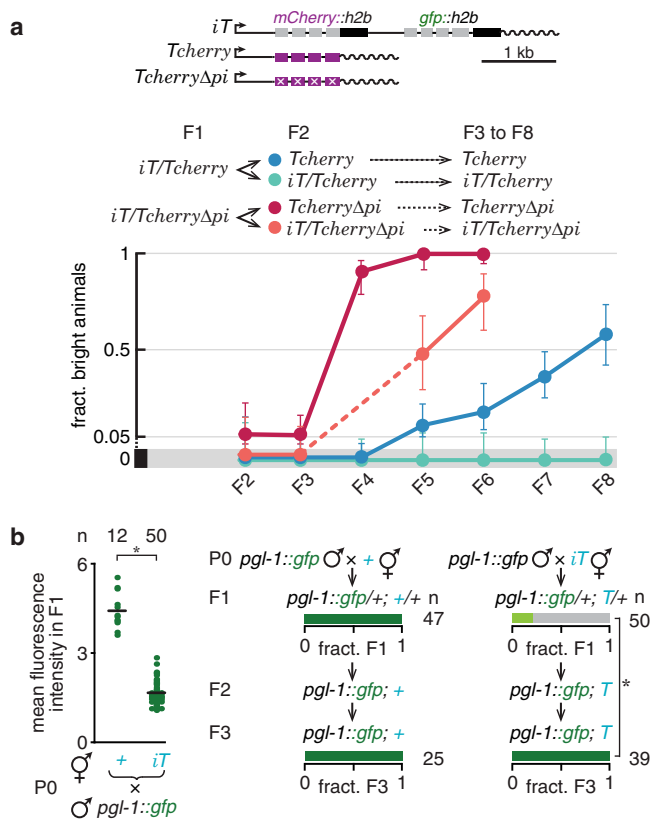 a
iT mCherry::h2b gfp::h2b
Tcherry
1 kb
TcherryΔpi
F1 F2 F3 to F8
iT/Tcherry
Tcherry Tcherry
iT/Tcherry iT/Tcherry
iT/TcherryΔpi
TcherryΔpi TcherryΔpi
iT/TcherryΔpi iT/TcherryΔpi
fract. bright animals
1
0.5
0.05
0
F2 F3 F4 F5 F6 F7 F8
b
n 12 50
*
6
3
0
mean fluorescence
intensity in F1
+ iT
P0
×
⚥
♂ pgl-1::gfp
P0 pgl-1::gfp ♂ × + ⚥
F1 pgl-1::gfp/+; +/+ n
47
0 fract. F1 1
F2 pgl-1::gfp; +
F3 pgl-1::gfp; +
25
0 fract. F3 1
pgl-1::gfp ♂ × iT ⚥
pgl-1::gfp/+; T/+ n
50
0 fract. F1 1
*
pgl-1::gfp; T
pgl-1::gfp; T
39
0 fract. F3 1